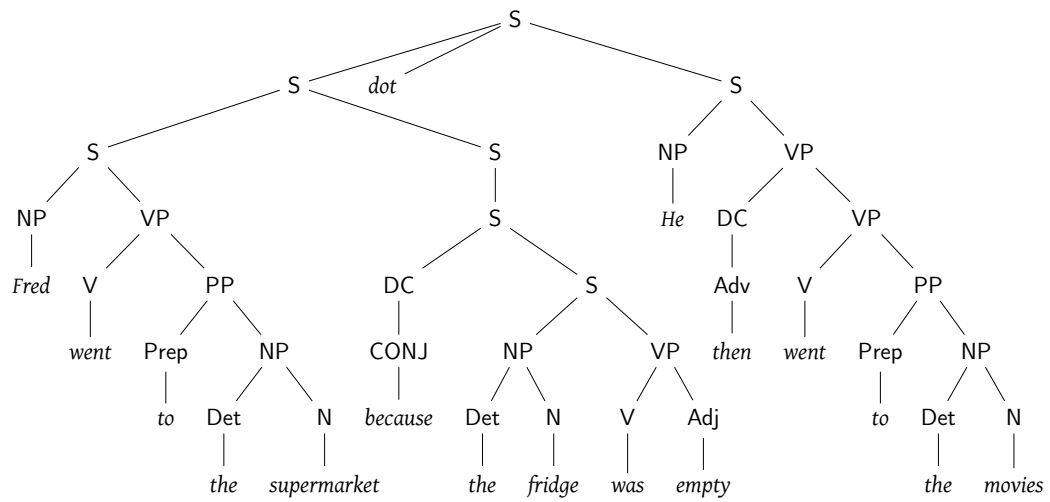 S
S dot S
S S NP VP
NP VP S He DC VP
Fred V PP DC S Adv V PP
went Prep NP CONJ NP VP then went Prep NP
to Det N because Det N V Adj to Det N
the supermarket the fridge was empty the movies